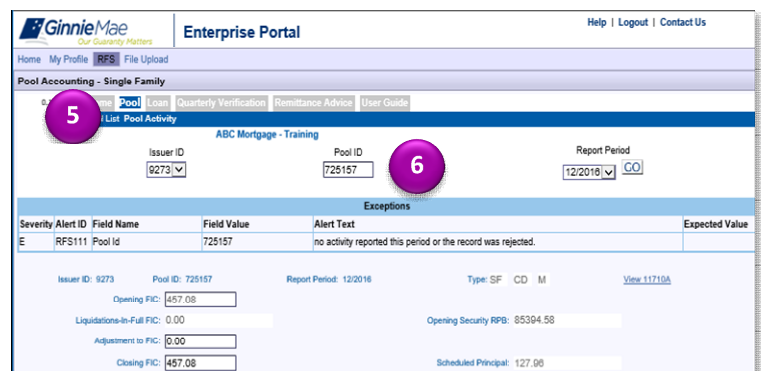 GinnieMae
Our Guaranty Matters
Enterprise Portal
Help | Logout | Contact Us
Home My Profile RFS File Upload
Pool Accounting - Single Family
Pool Loan Quarterly Verification Remittance Advice User Guide
5
List Pool Activity
ABC Mortgage - Training
Issuer ID Pool ID Report Period
9273 725157 6 12/2016 GO
Exceptions
Severity Alert ID Field Name Field Value Alert Text Expected Value
E RFS111 Pool Id 725157 no activity reported this period or the record was rejected.
Issuer ID: 9273 Pool ID: 725157 Report Period: 12/2016 Type: SF CD M View 11710A
Opening FIC: 457.08
Liquidations-In-Full FIC: 0.00 Opening Security RPB: 85394.58
Adjustment to FIC: 0.00
Closing FIC: 457.08 Scheduled Principal: 127.96